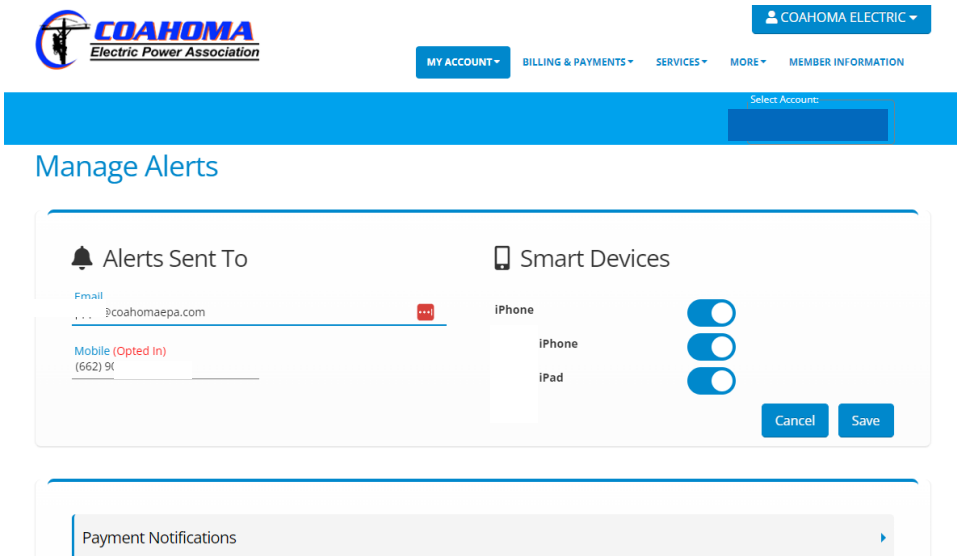 COAHOMA ELECTRIC
COAHOMA
Electric Power Association
MY ACCOUNT
BILLING & PAYMENTS
SERVICES
MORE
MEMBER INFORMATION
Select Account:
Manage Alerts
Alerts Sent To
Email
@coahomaepa.com
Mobile (Opted In)
(662) 90
Smart Devices
iPhone
iPhone
iPad
Cancel
Save
Payment Notifications